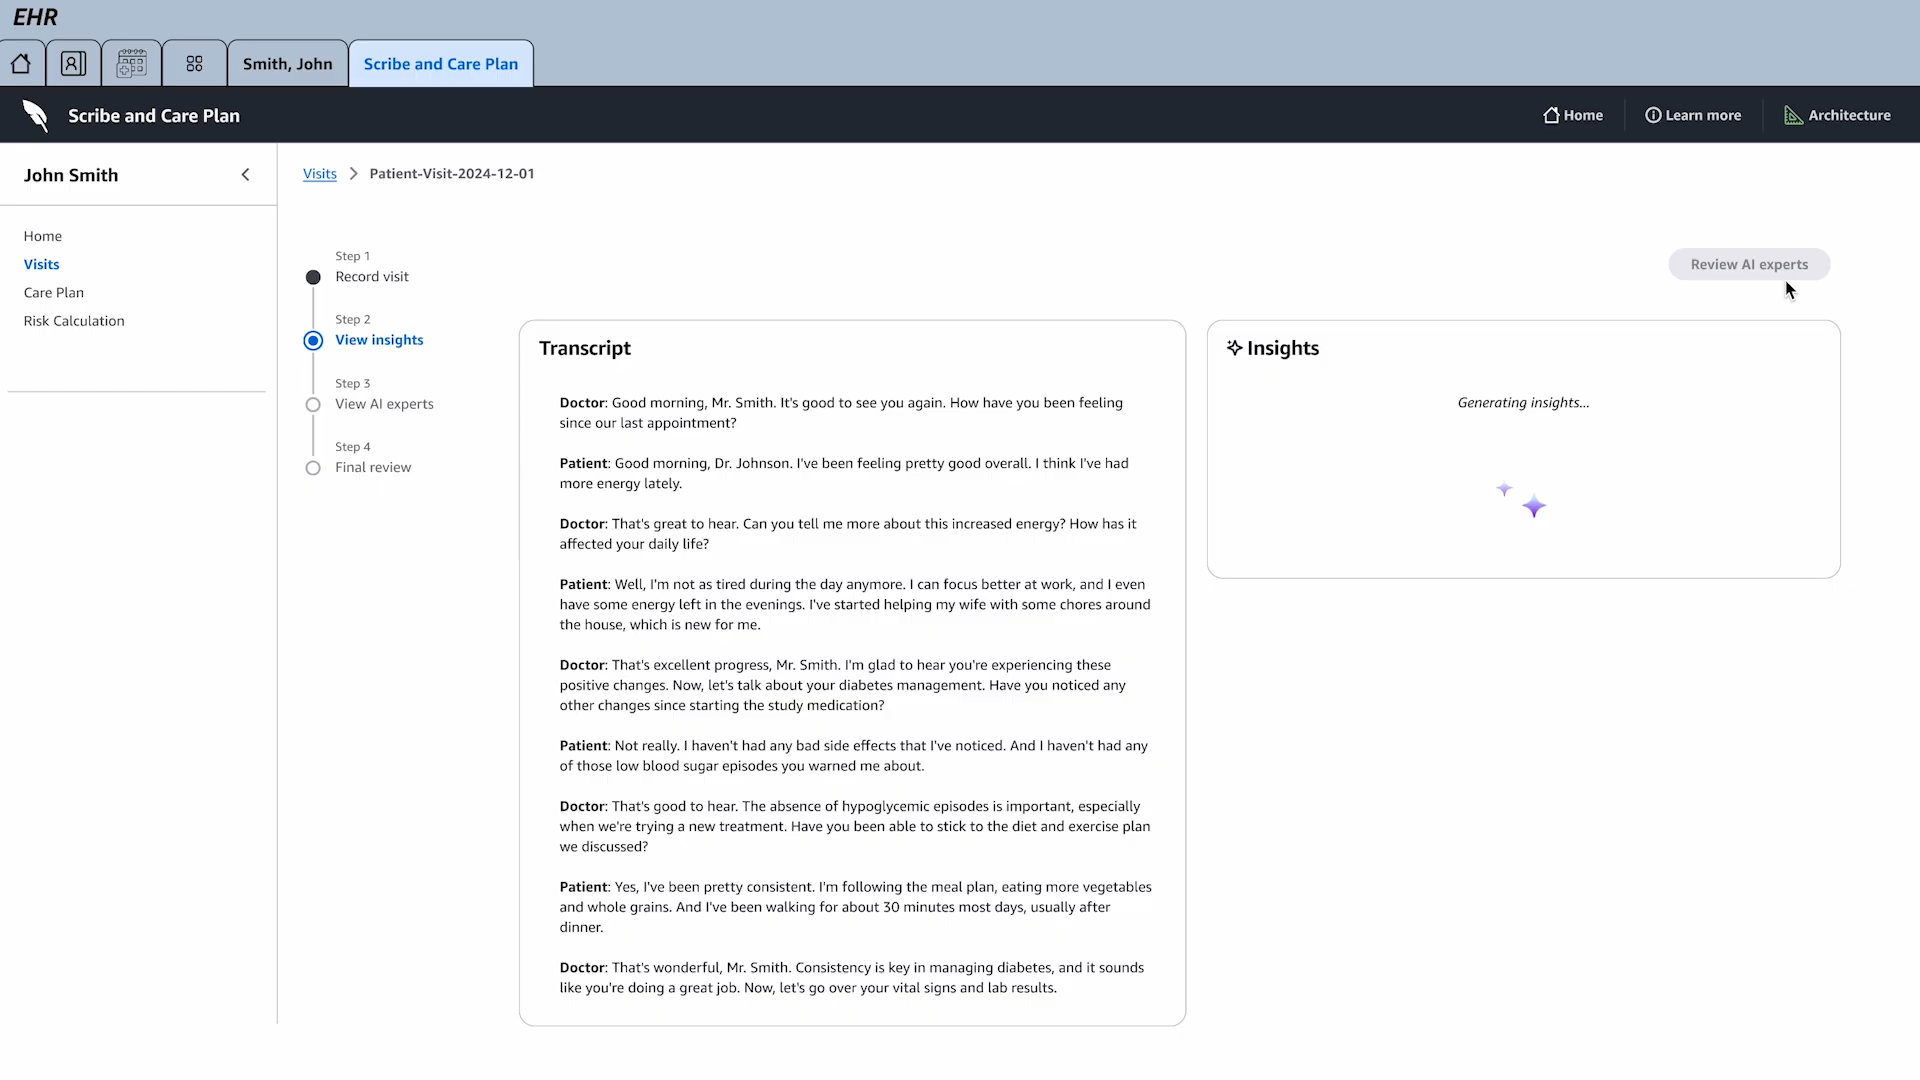 EHR
Smith, John
Scribe and Care Plan
Scribe and Care Plan
Home
Learn more
Architecture
John Smith
Home
Visits
Care Plan
Risk Calculation
Visits > Patient-Visit-2024-12-01
Step 1
Record visit
Step 2
View insights
Step 3
View AI experts
Step 4
Final review
Review AI experts
Transcript
Doctor: Good morning, Mr. Smith. It's good to see you again. How have you been feeling
since our last appointment?
Patient: Good morning, Dr. Johnson. I've been feeling pretty good overall. I think I've had
more energy lately.
Doctor: That's great to hear. Can you tell me more about this increased energy? How has it
affected your daily life?
Patient: Well, I'm not as tired during the day anymore. I can focus better at work, and I even
have some energy left in the evenings. I've started helping my wife with some chores around
the house, which is new for me.
Doctor: That's excellent progress, Mr. Smith. I'm glad to hear you're experiencing these
positive changes. Now, let's talk about your diabetes management. Have you noticed any
other changes since starting the study medication?
Patient: Not really. I haven't had any bad side effects that I've noticed. And I haven't had any
of those low blood sugar episodes you warned me about.
Doctor: That's good to hear. The absence of hypoglycemic episodes is important, especially
when we're trying a new treatment. Have you been able to stick to the diet and exercise plan
we discussed?
Patient: Yes, I've been pretty consistent. I'm following the meal plan, eating more vegetables
and whole grains. And I've been walking for about 30 minutes most days, usually after
dinner.
Doctor: That's wonderful, Mr. Smith. Consistency is key in managing diabetes, and it sounds
like you're doing a great job. Now, let's go over your vital signs and lab results.
Insights
Generating insights...